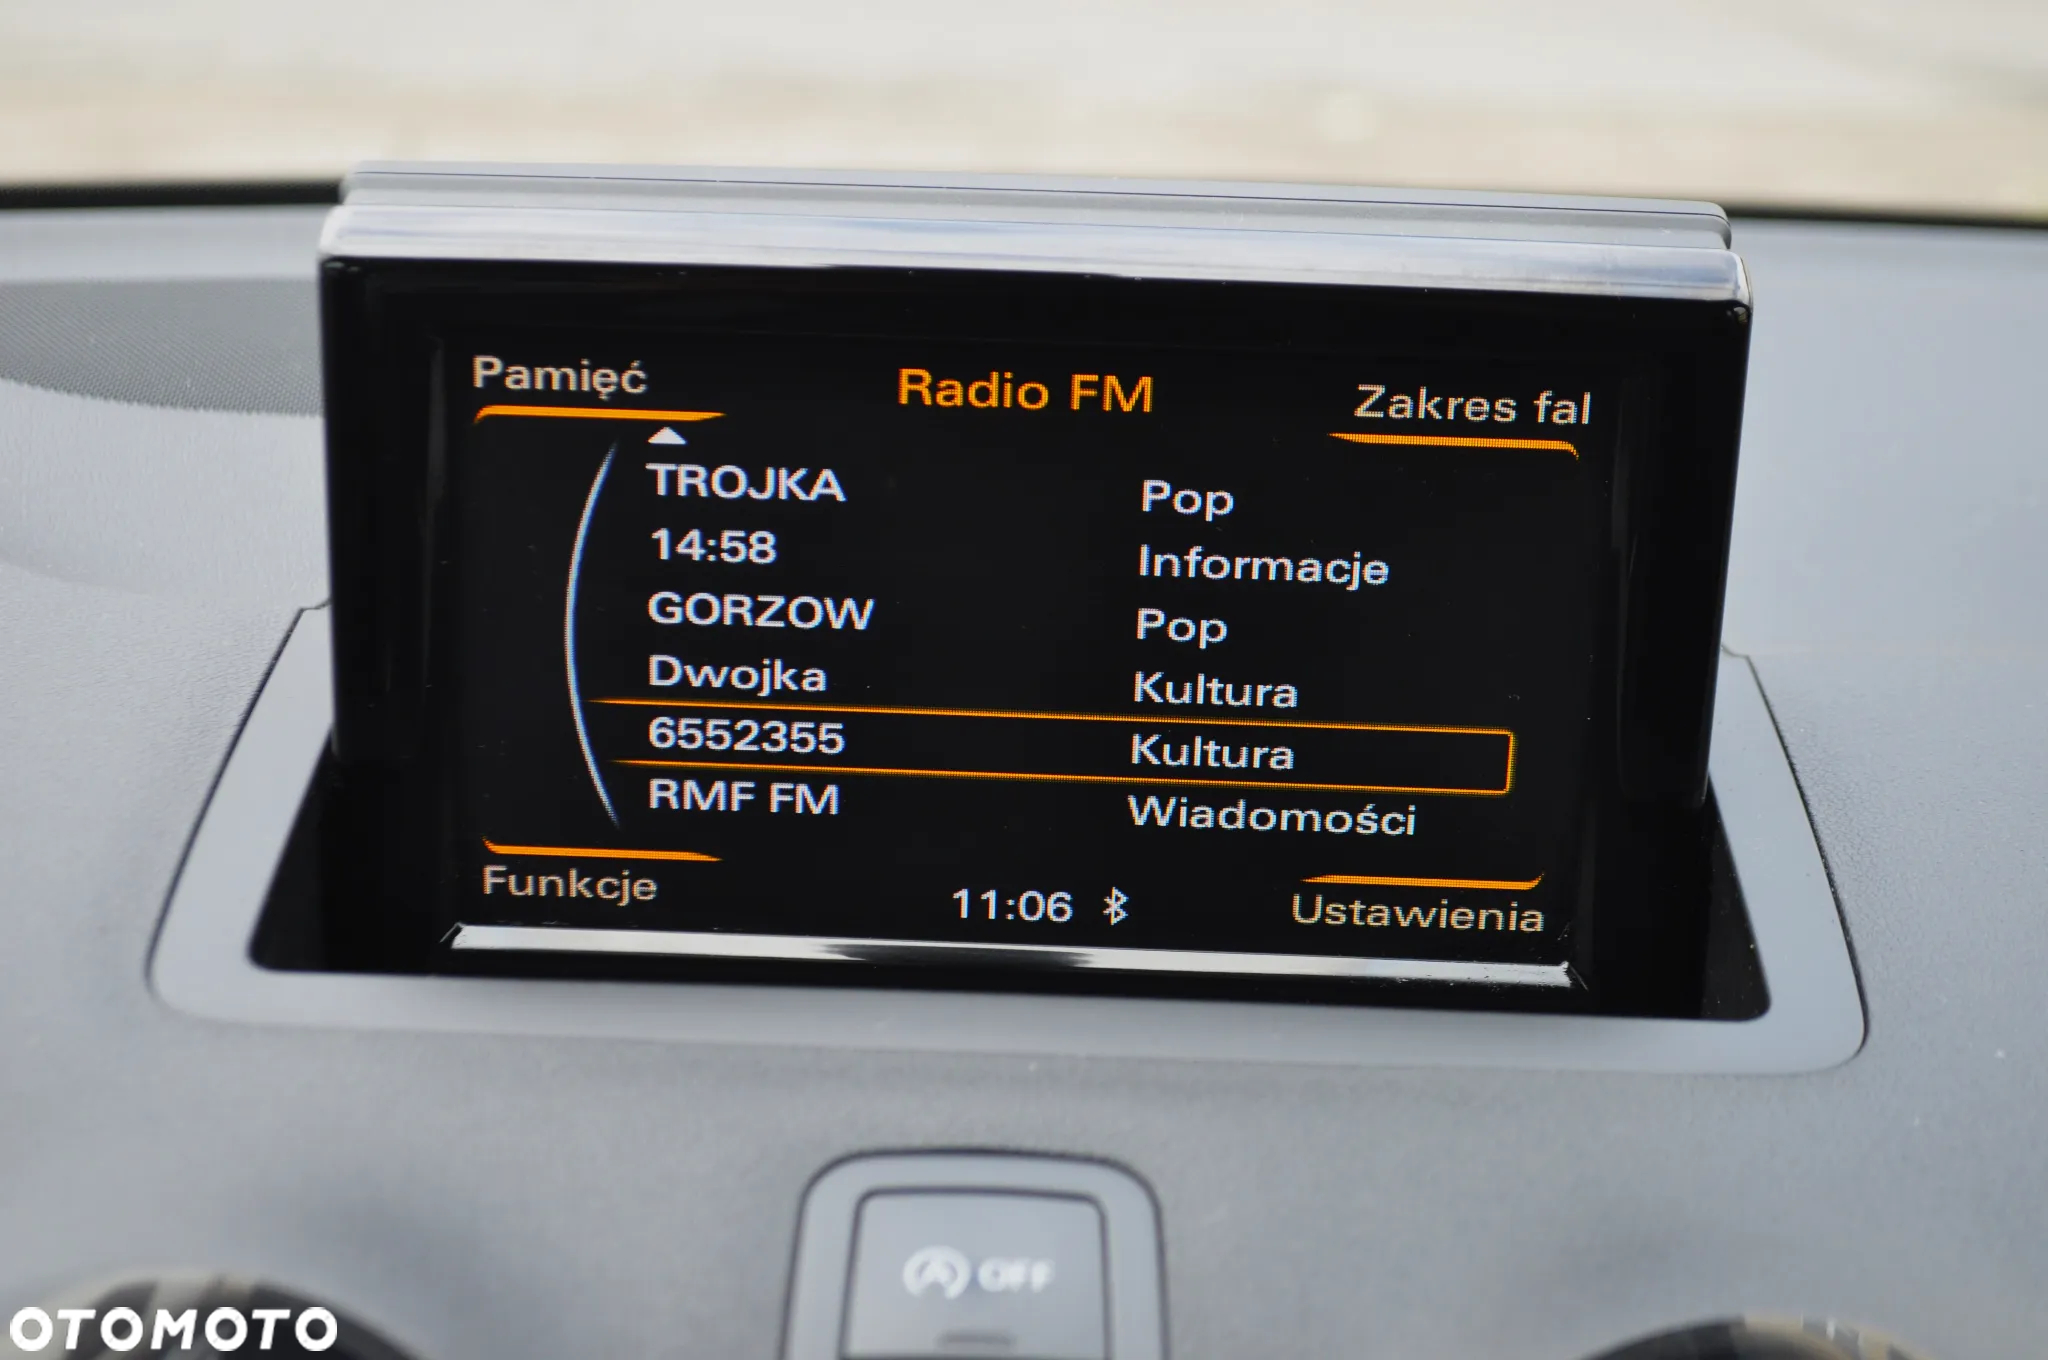 Pamięć Radio FM Zakres fal
TROJKA Pop
14:58 Informacje
GORZOW Pop
Dwojka Kultura
6552355 Kultura
RMF FM Wiadomości
Funkcje 11:06 Ustawienia
A OFF
OTOMOTO